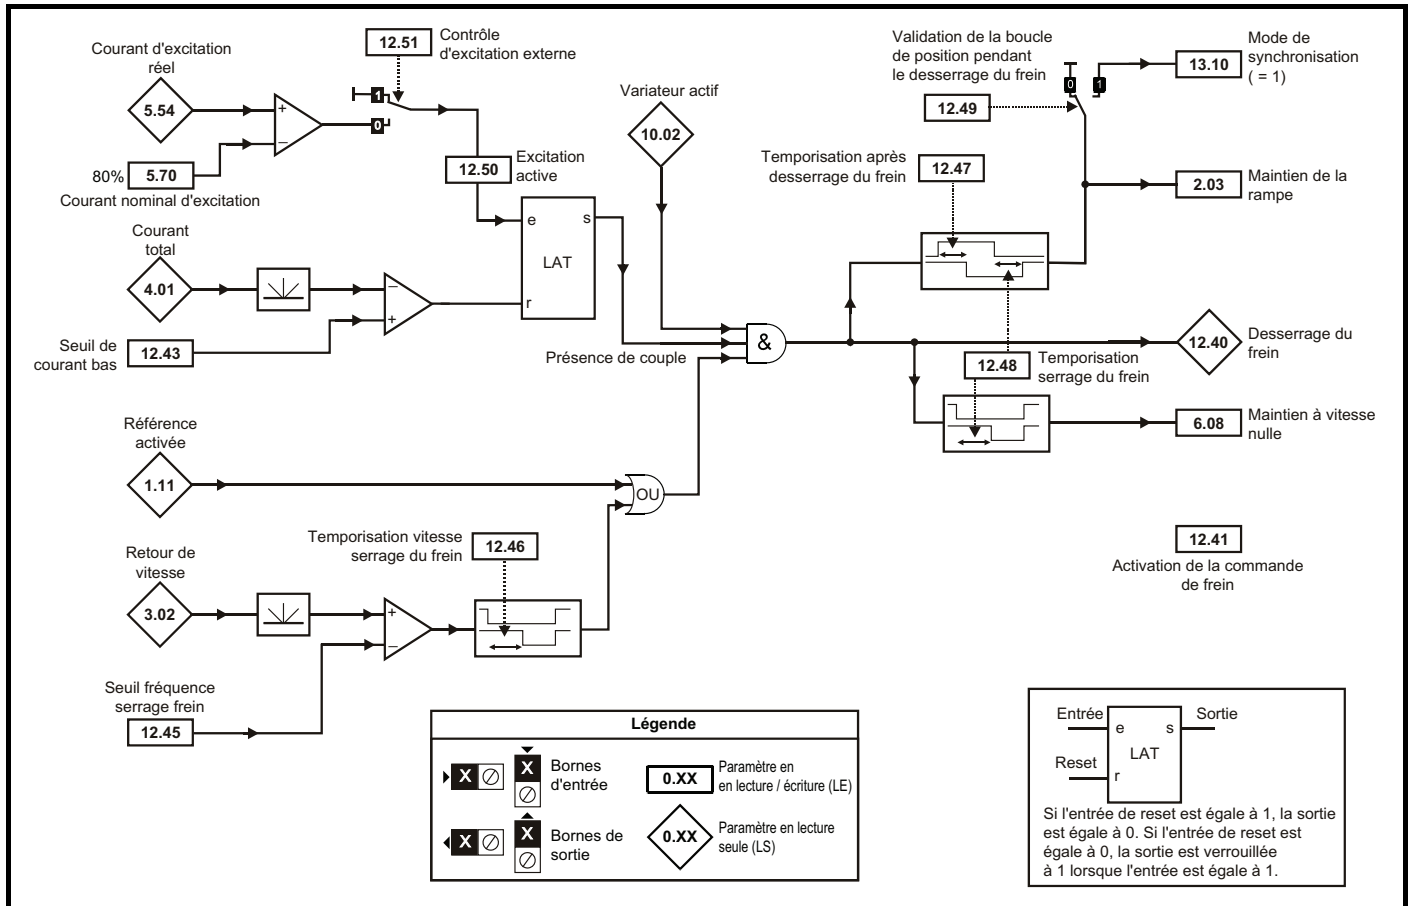 Courant d'excitation
réel
5.54
+
–
80%
5.70
Courant nominal d'excitation
12.51
Contrôle
d'excitation externe
1
0
12.50
Excitation
active
Courant
total
4.01
–
+
Seuil de
courant bas
12.43
e
s
LAT
r
Variateur actif
10.02
Présence de couple
&
Référence
activée
1.11
OU
Temporisation vitesse
serrage du frein
12.46
Retour de
vitesse
3.02
+
–
Seuil fréquence
serrage frein
12.45
Validation de la boucle
de position pendant
le desserrage du frein
12.49
0
1
13.10
Mode de
synchronisation
( = 1)
Temporisation après
desserrage du frein
12.47
2.03
Maintien de la
rampe
12.40
Desserrage du
frein
12.48
Temporisation
serrage du frein
6.08
Maintien à vitesse
nulle
12.41
Activation de la commande
de frein
Légende
X
X
Bornes
d'entrée
0.XX
Paramètre en
en lecture / écriture (LE)
X
X
Bornes de
sortie
0.XX
Paramètre en lecture
seule (LS)
Entrée
e
s
Sortie
LAT
Reset
r
Si l'entrée de reset est égale à 1, la sortie
est égale à 0. Si l'entrée de reset est
égale à 0, la sortie est verrouillée
à 1 lorsque l'entrée est égale à 1.